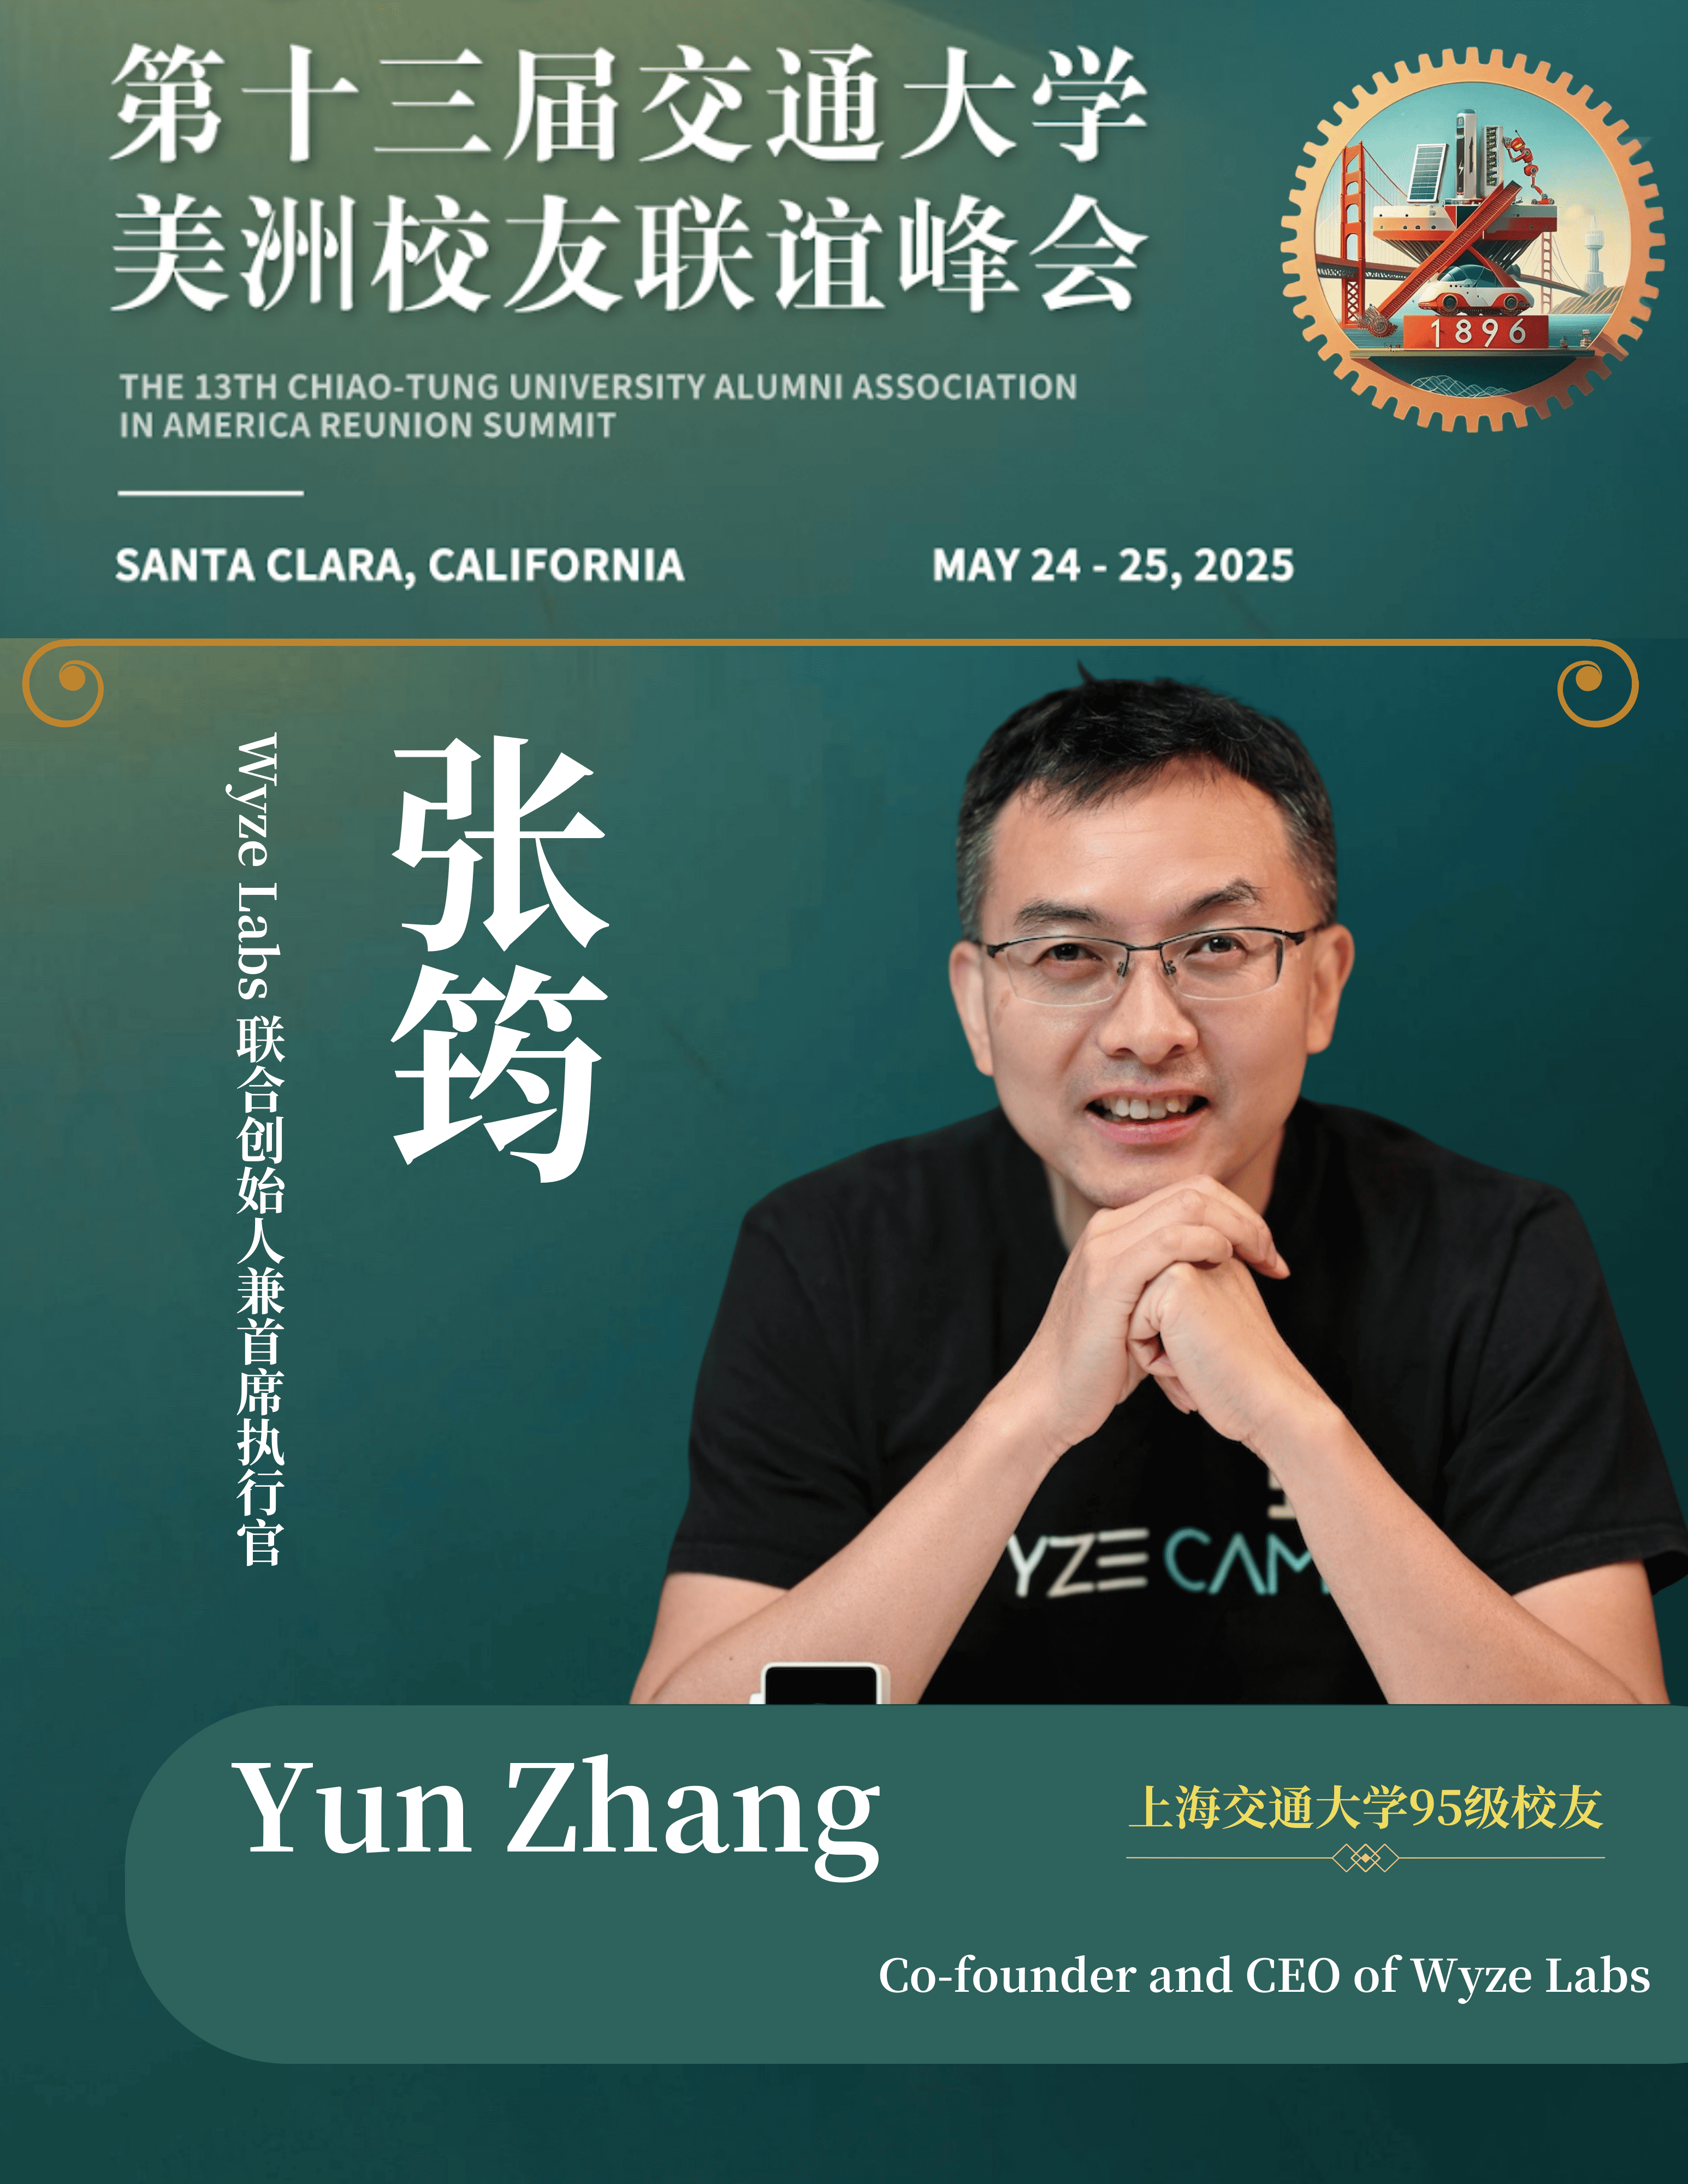 第十三届交通大学
美洲校友联谊峰会
THE 13TH CHIAO-TUNG UNIVERSITY ALUMNI ASSOCIATION
IN AMERICA REUNION SUMMIT
SANTA CLARA, CALIFORNIA
MAY 24 - 25, 2025
1896
张筠
Wyze Labs 联合创始人兼首席执行官
YZE CAM
Yun Zhang
上海交通大学95级校友
Co-founder and CEO of Wyze Labs